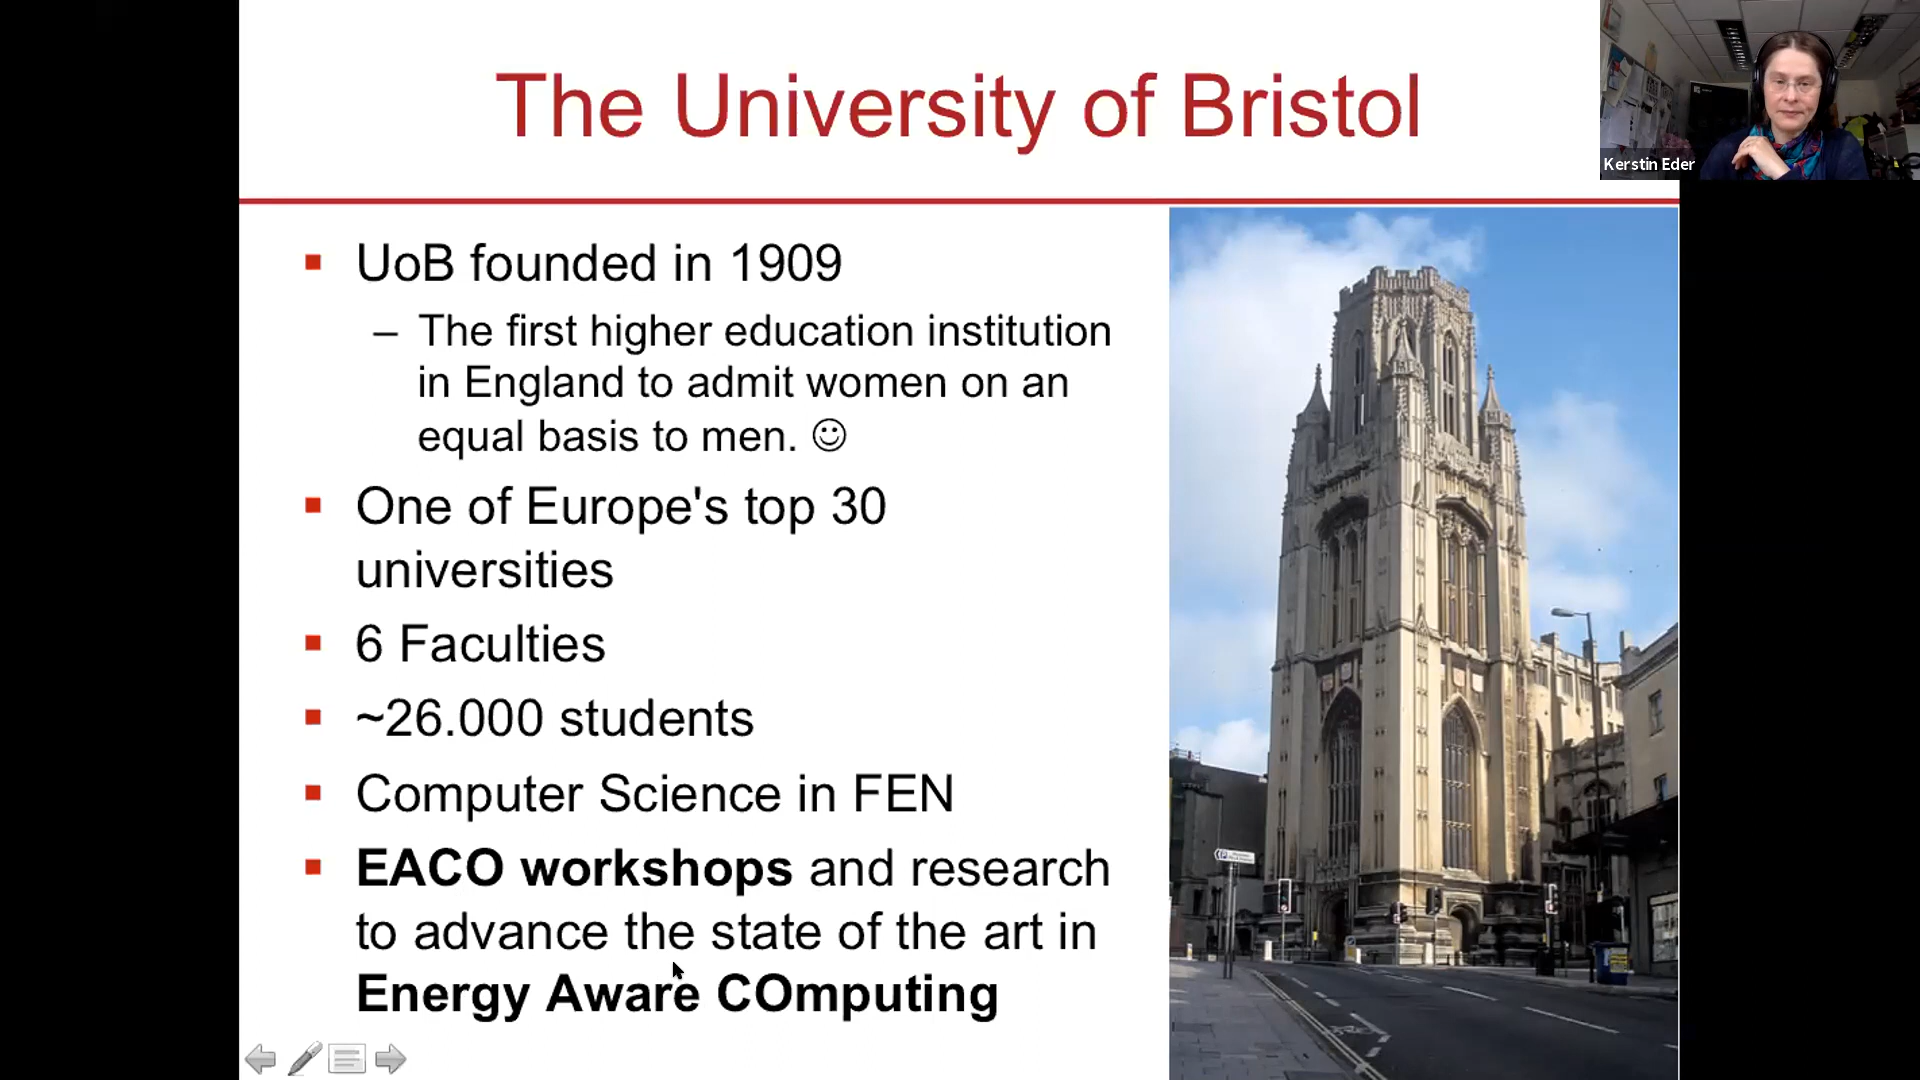 The University of Bristol
Kerstin Eder
UoB founded in 1909
– The first higher education institution
in England to admit women on an
equal basis to men. ☺
One of Europe's top 30
universities
6 Faculties
~26.000 students
Computer Science in FEN
EACO workshops and research
to advance the state of the art in
Energy Aware COmputing